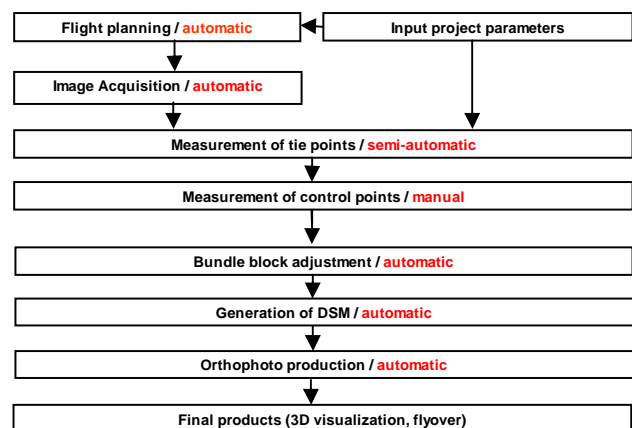 Flight planning / automatic
Input project parameters
Image Acquisition / automatic
Measurement of tie points / semi-automatic
Measurement of control points / manual
Bundle block adjustment / automatic
Generation of DSM / automatic
Orthophoto production / automatic
Final products (3D visualization, flyover)